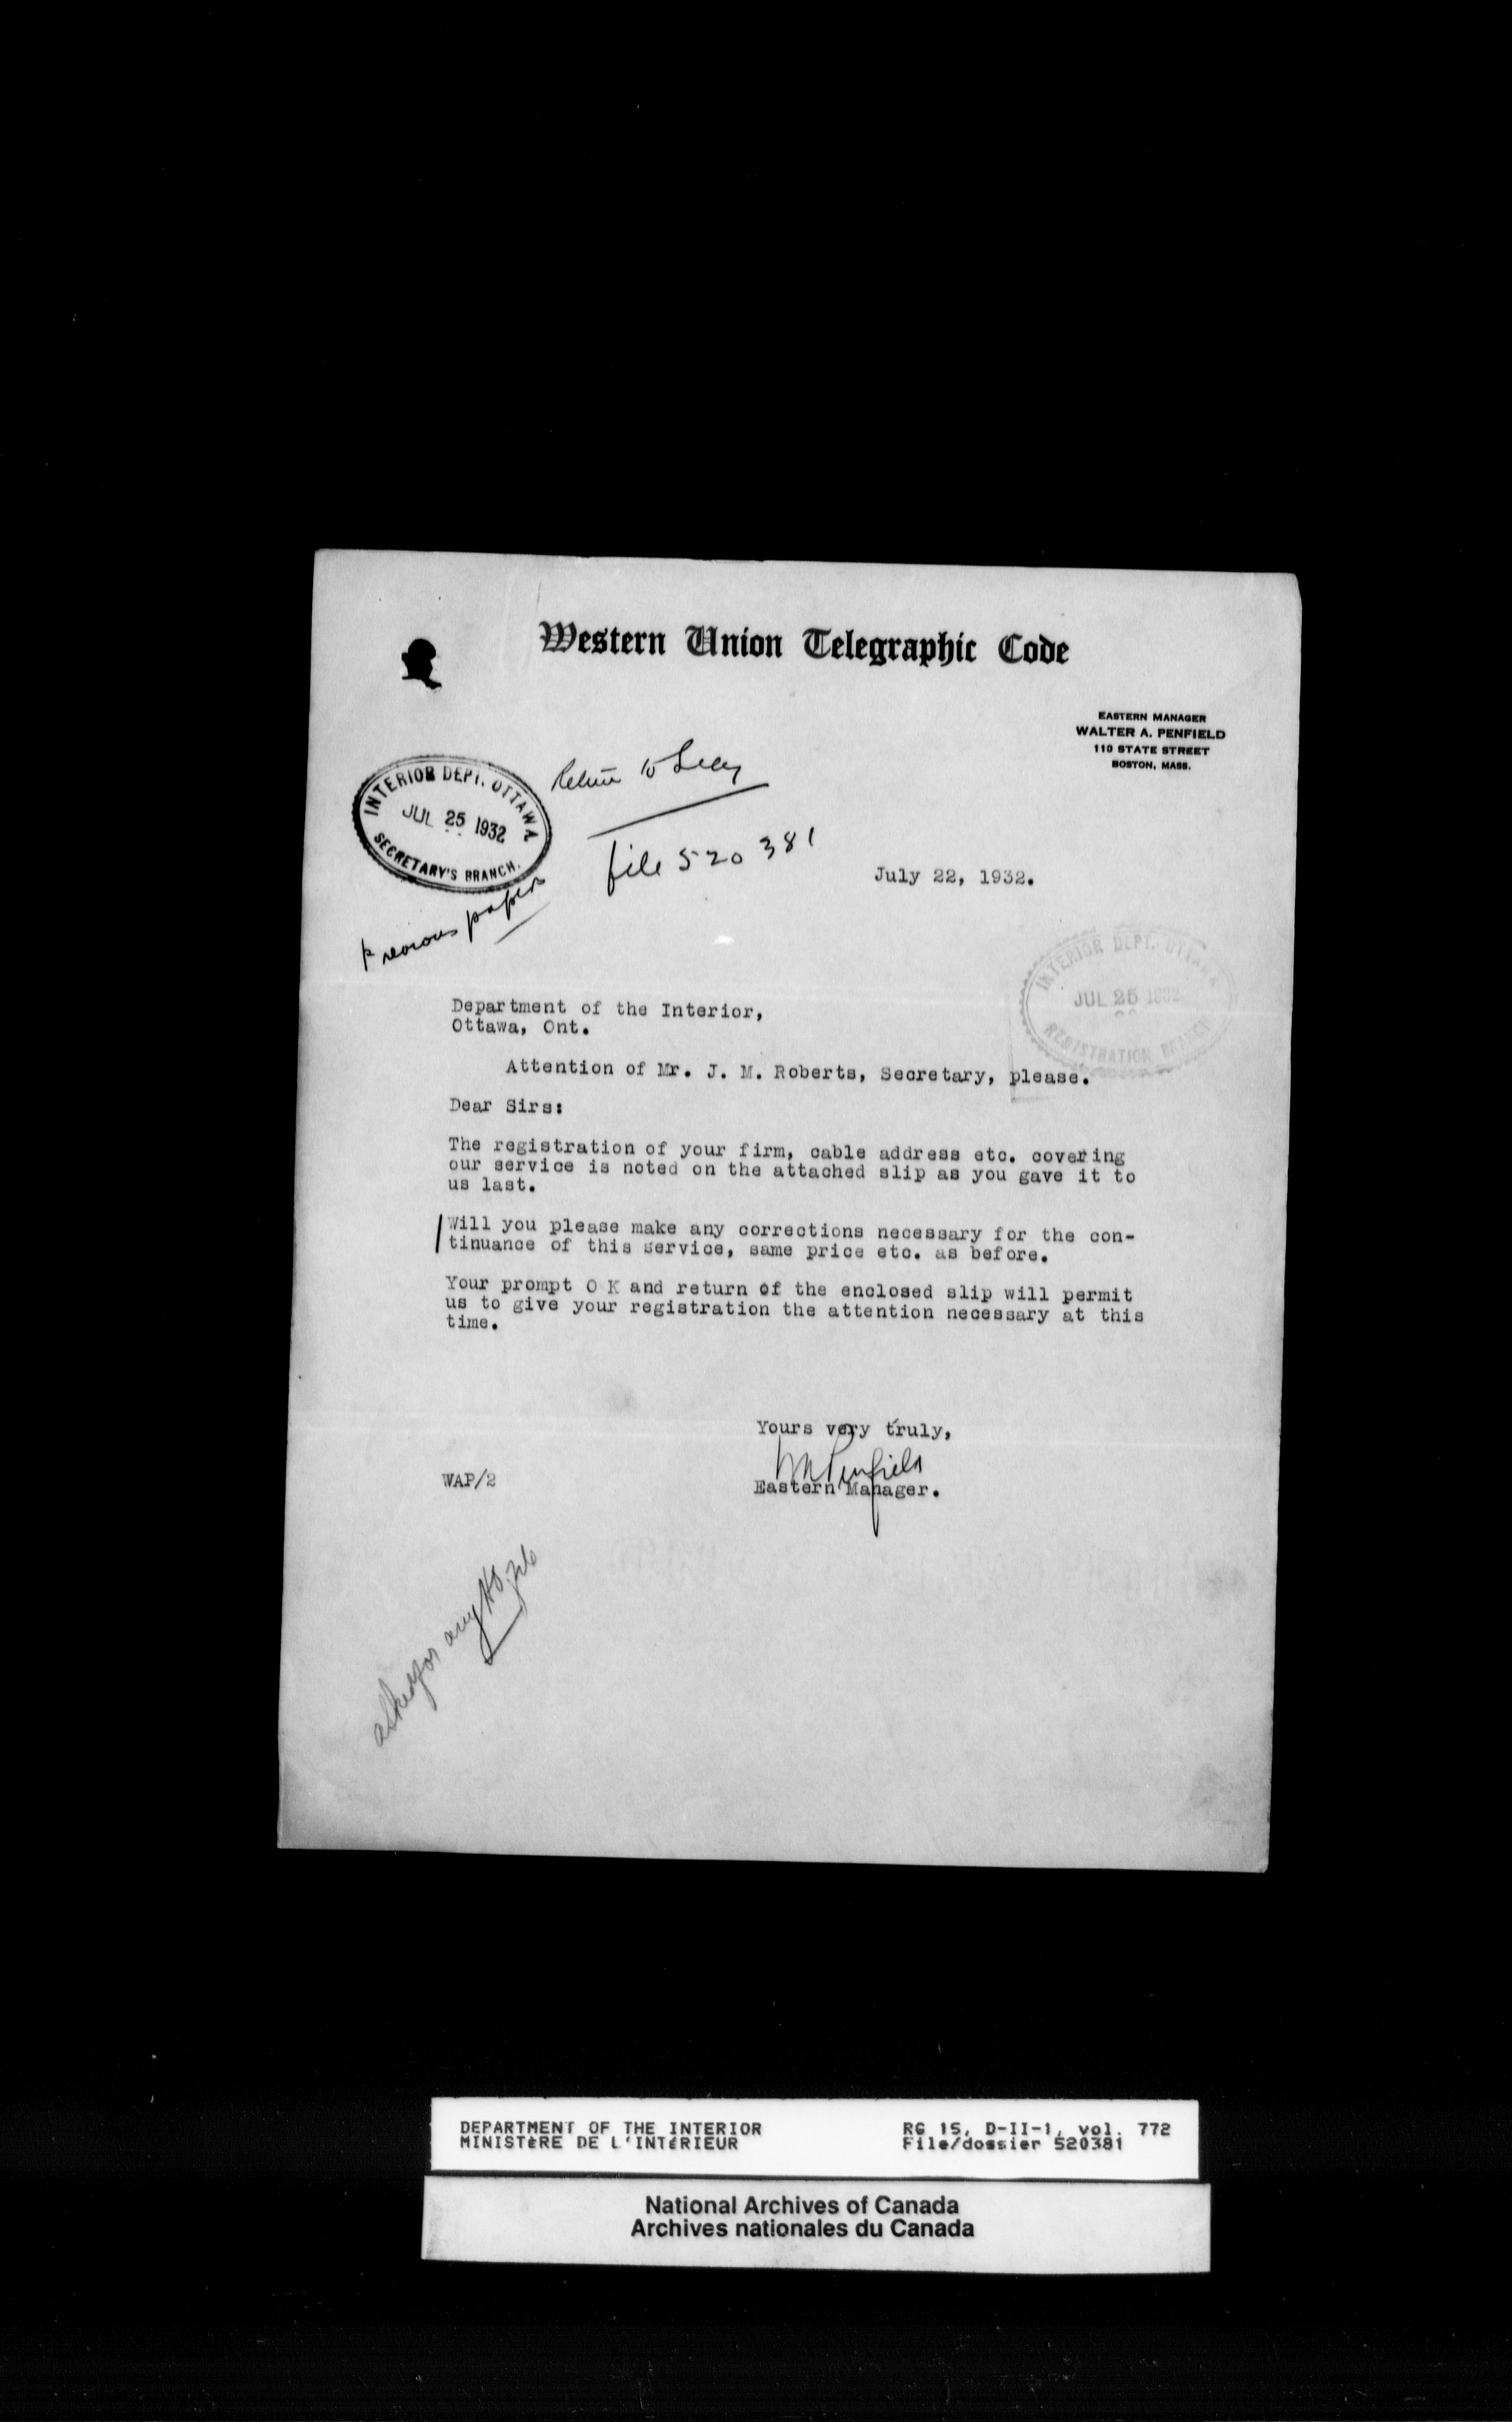 Western Union Telegraphic Code
EASTERN MANAGER
WALTER A. PENFIELD
110 STATE STREET
BOSTON, MASS.
INTERIOR DEPT. OTTAWA
JUL 25 1932
SECRETARY'S BRANCH.
Return to Secy
file 520381
Previous papers
July 22, 1932.
INTERIOR DEPT. OTTAWA
JUL 25 1932
REGISTRATION BRANCH
Department of the Interior,
Ottawa, Ont.
Attention of Mr. J. M. Roberts, Secretary, please.
Dear Sirs:
The registration of your firm, cable address etc. covering
our service is noted on the attached slip as you gave it to
us last.
Will you please make any corrections necessary for the con-
tinuance of this service, same price etc. as before.
Your prompt O K and return of the enclosed slip will permit
us to give your registration the attention necessary at this
time.
Yours very truly,
WAPenfield
Eastern Manager.
WAP/2
DEPARTMENT OF THE INTERIOR
MINISTÈRE DE L'INTÉRIEUR
RG 15, D-II-1, vol. 772
File/dossier 520381
National Archives of Canada
Archives nationales du Canada